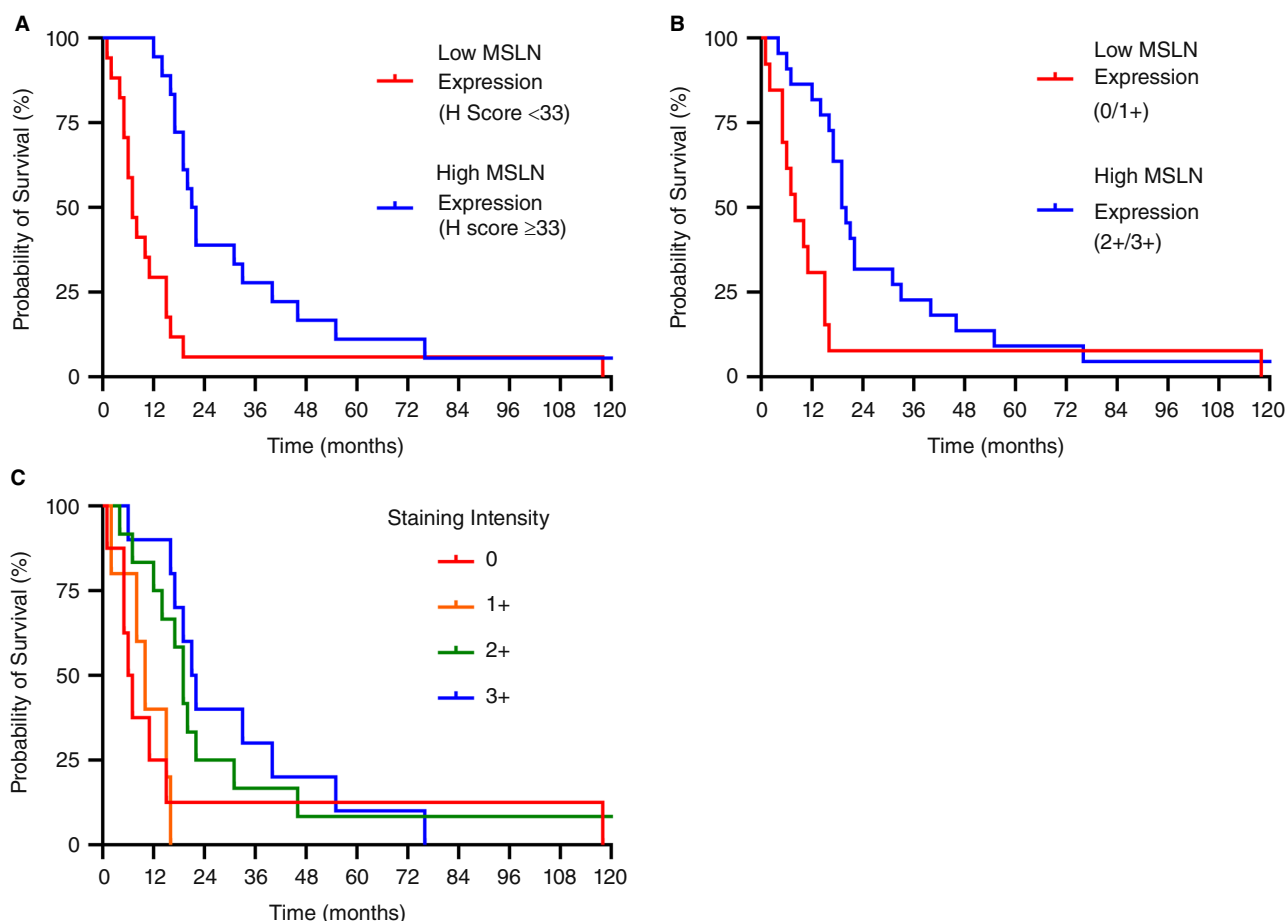 A
Probability of Survival (%)
100
75
50
25
0
0 12 24 36 48 60 72 84 96 108 120
Time (months)
Low MSLN
Expression
(H Score <33)
High MSLN
Expression
(H score ≥33)
B
Probability of Survival (%)
100
75
50
25
0
0 12 24 36 48 60 72 84 96 108 120
Time (months)
Low MSLN
Expression
(0/1+)
High MSLN
Expression
(2+/3+)
C
Probability of Survival (%)
100
75
50
25
0
0 12 24 36 48 60 72 84 96 108 120
Time (months)
Staining Intensity
0
1+
2+
3+